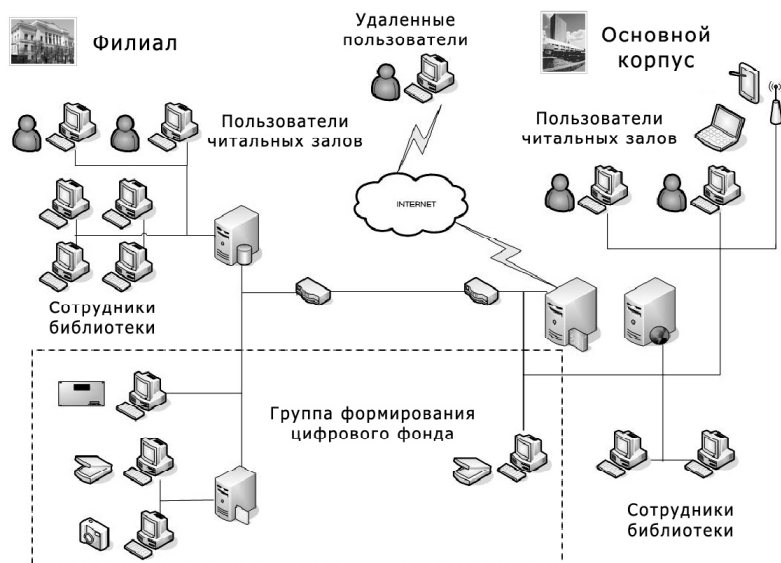 Филиал
Удаленные
пользователи
Основной
корпус
Пользователи
читальных залов
Пользователи
читальных залов
INTERNET
Сотрудники
библиотеки
Группа формирования
цифрового фонда
Сотрудники
библиотеки